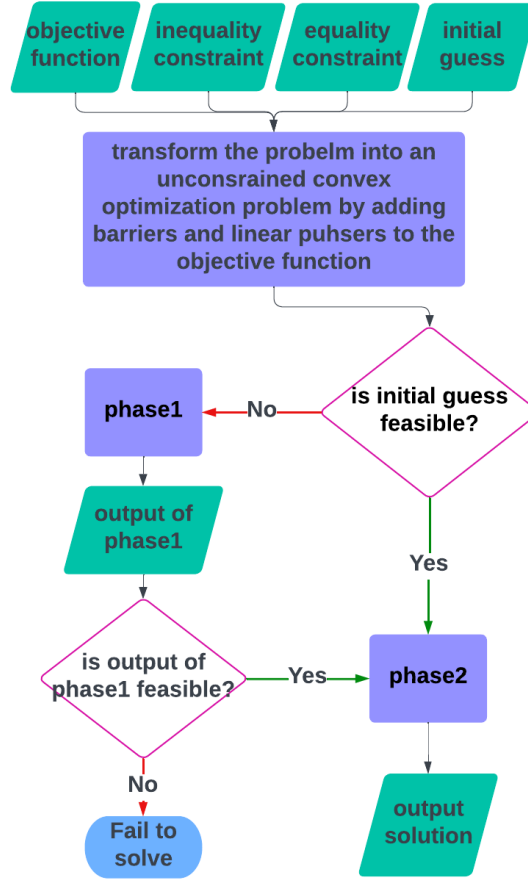 objective
function
inequality
constraint
equality
constraint
initial
guess
transform the probelm into an
unconsrained convex
optimization problem by adding
barriers and linear puhsers to the
objective function
is initial guess
feasible?
No
phase1
output of
phase1
Yes
is output of
phase1 feasible?
Yes
phase2
No
Fail to
solve
output
solution